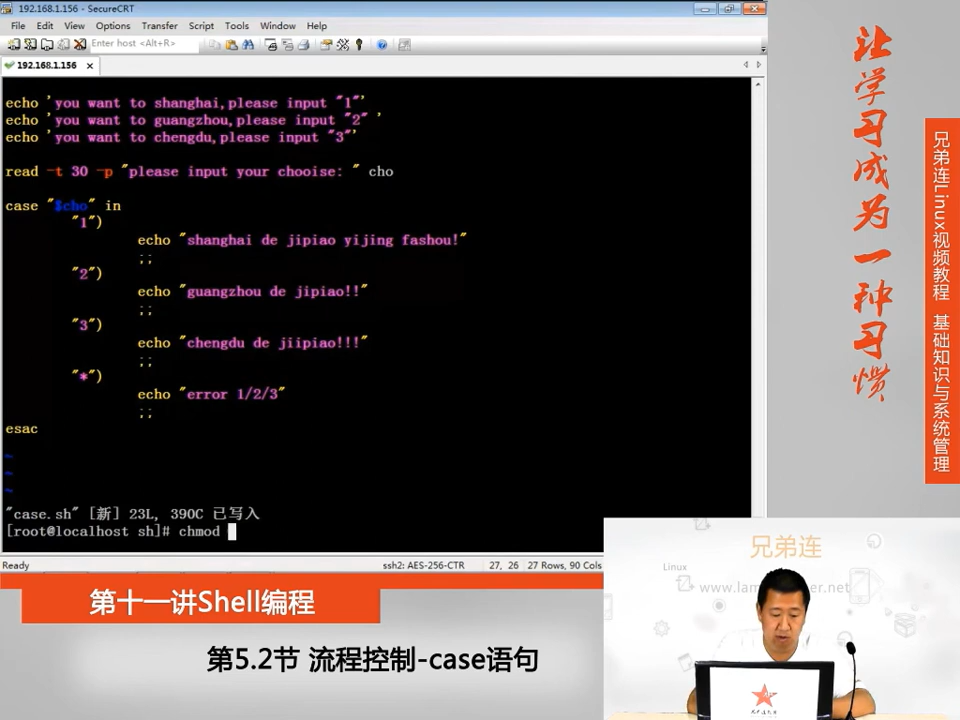 192.168.1.156 - SecureCRT
File Edit View Options Transfer Script Tools Window Help
Enter host <Alt+R>
192.168.1.156
echo 'you want to shanghai,please input "1"'
echo 'you want to guangzhou,please input "2" '
echo 'you want to chengdu,please input "3"'
read -t 30 -p "please input your chooise: " cho
case "$cho" in
"1")
echo "shanghai de jipiao yijing fashou!"
;;
"2")
echo "guangzhou de jipiao!!"
;;
"3")
echo "chengdu de jiipiao!!!"
;;
"*")
echo "error 1/2/3"
;;
esac
~
~
~
"case.sh" [新] 23L, 390C 已写入
[root@localhost sh]# chmod
Ready ssh2: AES-256-CTR 27, 26 27 Rows, 90 Cols
让学习成为一种习惯
兄弟连Linux视频教程 基础知识与系统管理
第十一讲Shell编程
第5.2节 流程控制-case语句
兄弟连
Linux